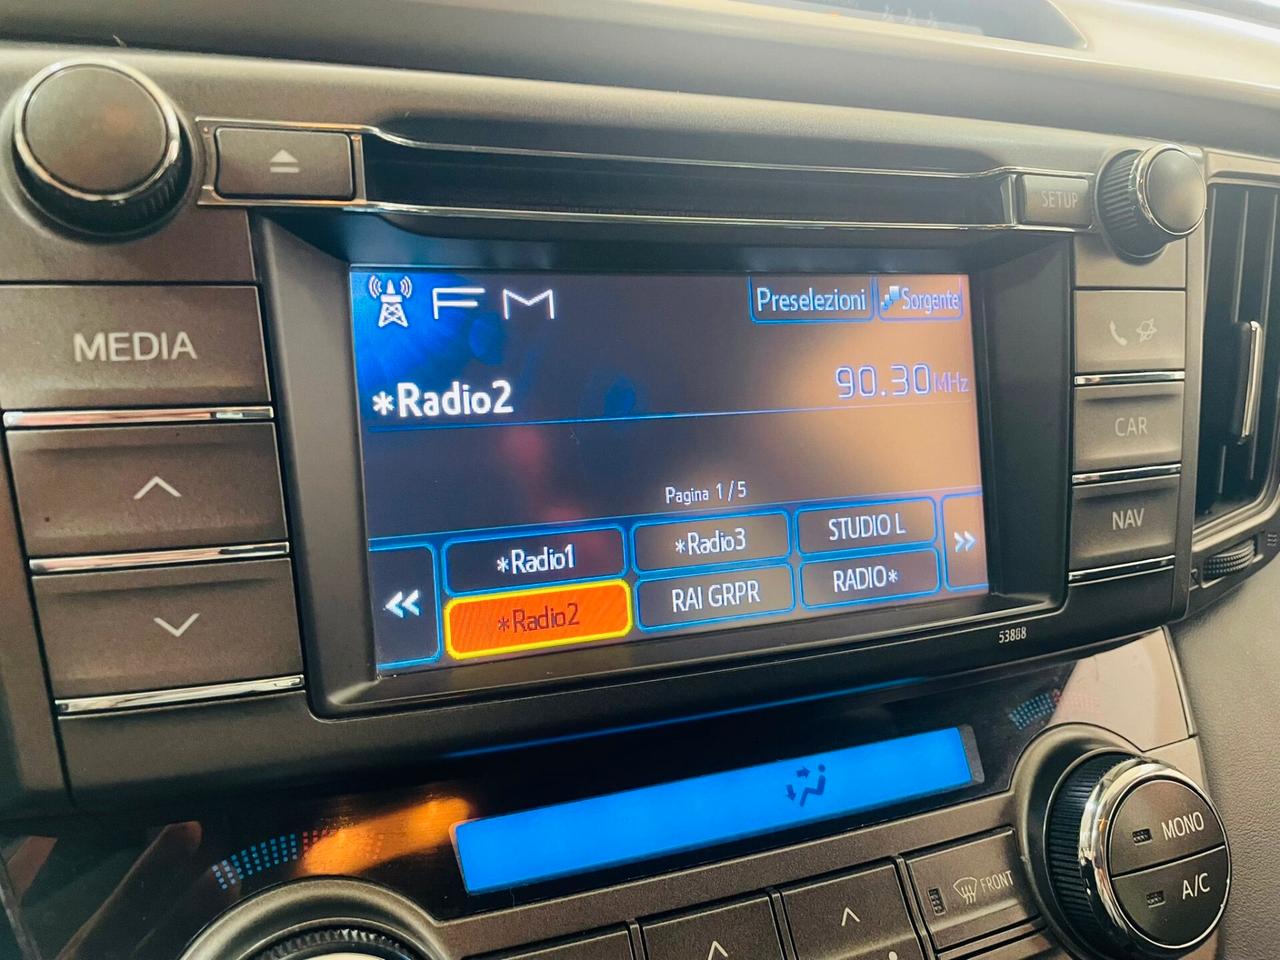 SETUP
FM
Preselezioni
Sorgente
MEDIA
*Radio2
90.30MHz
CAR
Pagina 1/5
NAV
*Radio1
*Radio3
STUDIO L
*Radio2
RAI GRPR
RADIO*
53868
MONO
A/C
FRONT